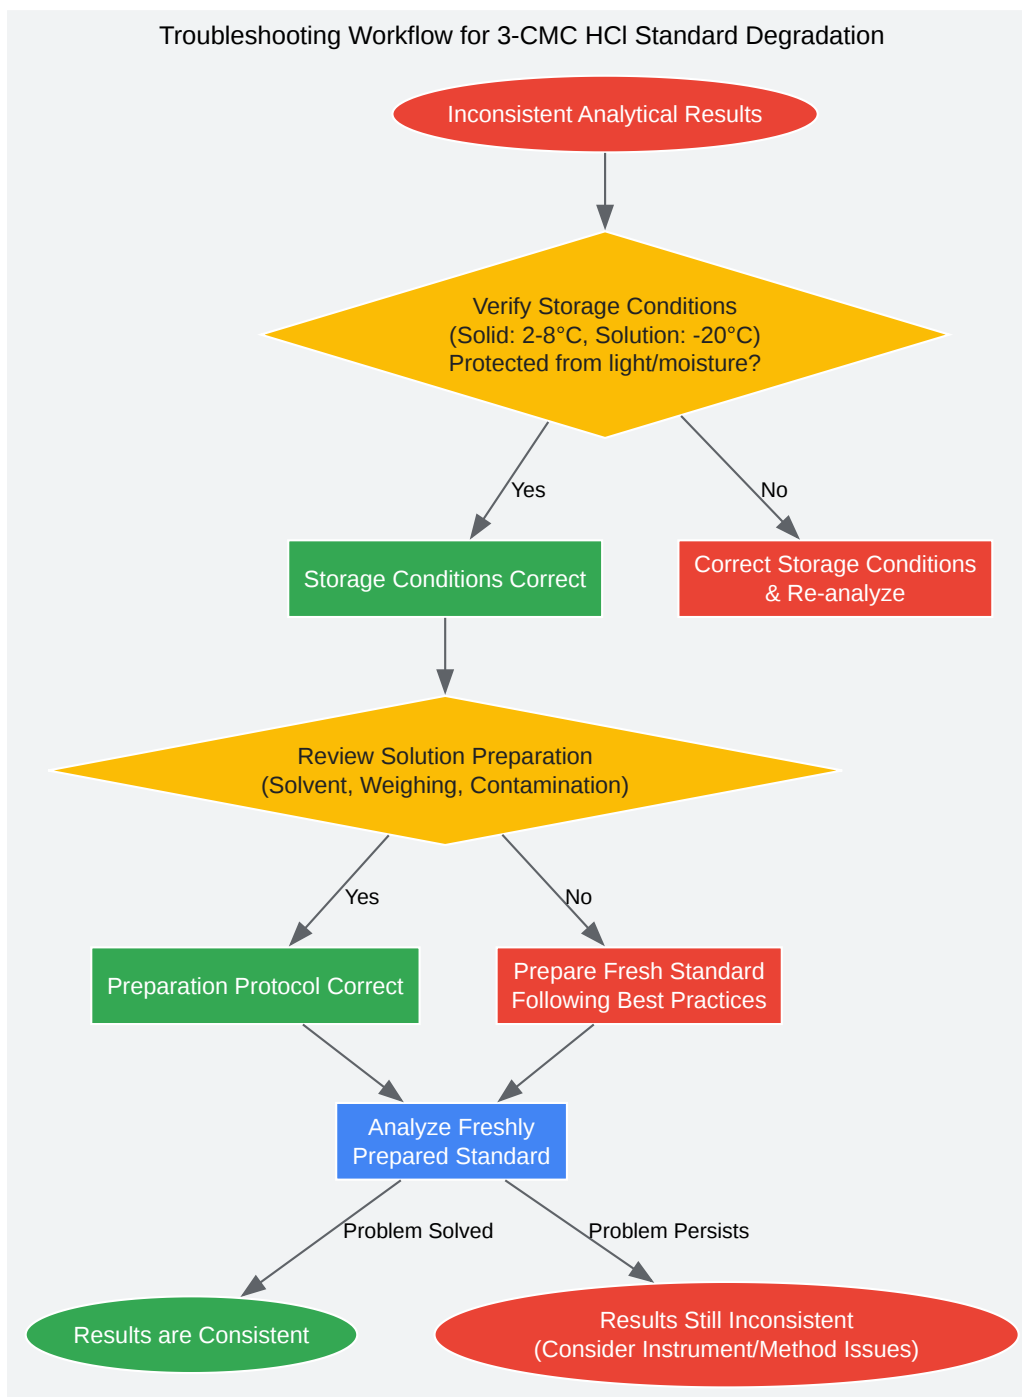 Troubleshooting Workflow for 3-CMC HCl Standard Degradation
Inconsistent Analytical Results
Verify Storage Conditions
(Solid: 2-8°C, Solution: -20°C)
Protected from light/moisture?
Yes
No
Storage Conditions Correct
Correct Storage Conditions
& Re-analyze
Review Solution Preparation
(Solvent, Weighing, Contamination)
Yes
No
Preparation Protocol Correct
Prepare Fresh Standard
Following Best Practices
Analyze Freshly
Prepared Standard
Problem Solved
Problem Persists
Results are Consistent
Results Still Inconsistent
(Consider Instrument/Method Issues)